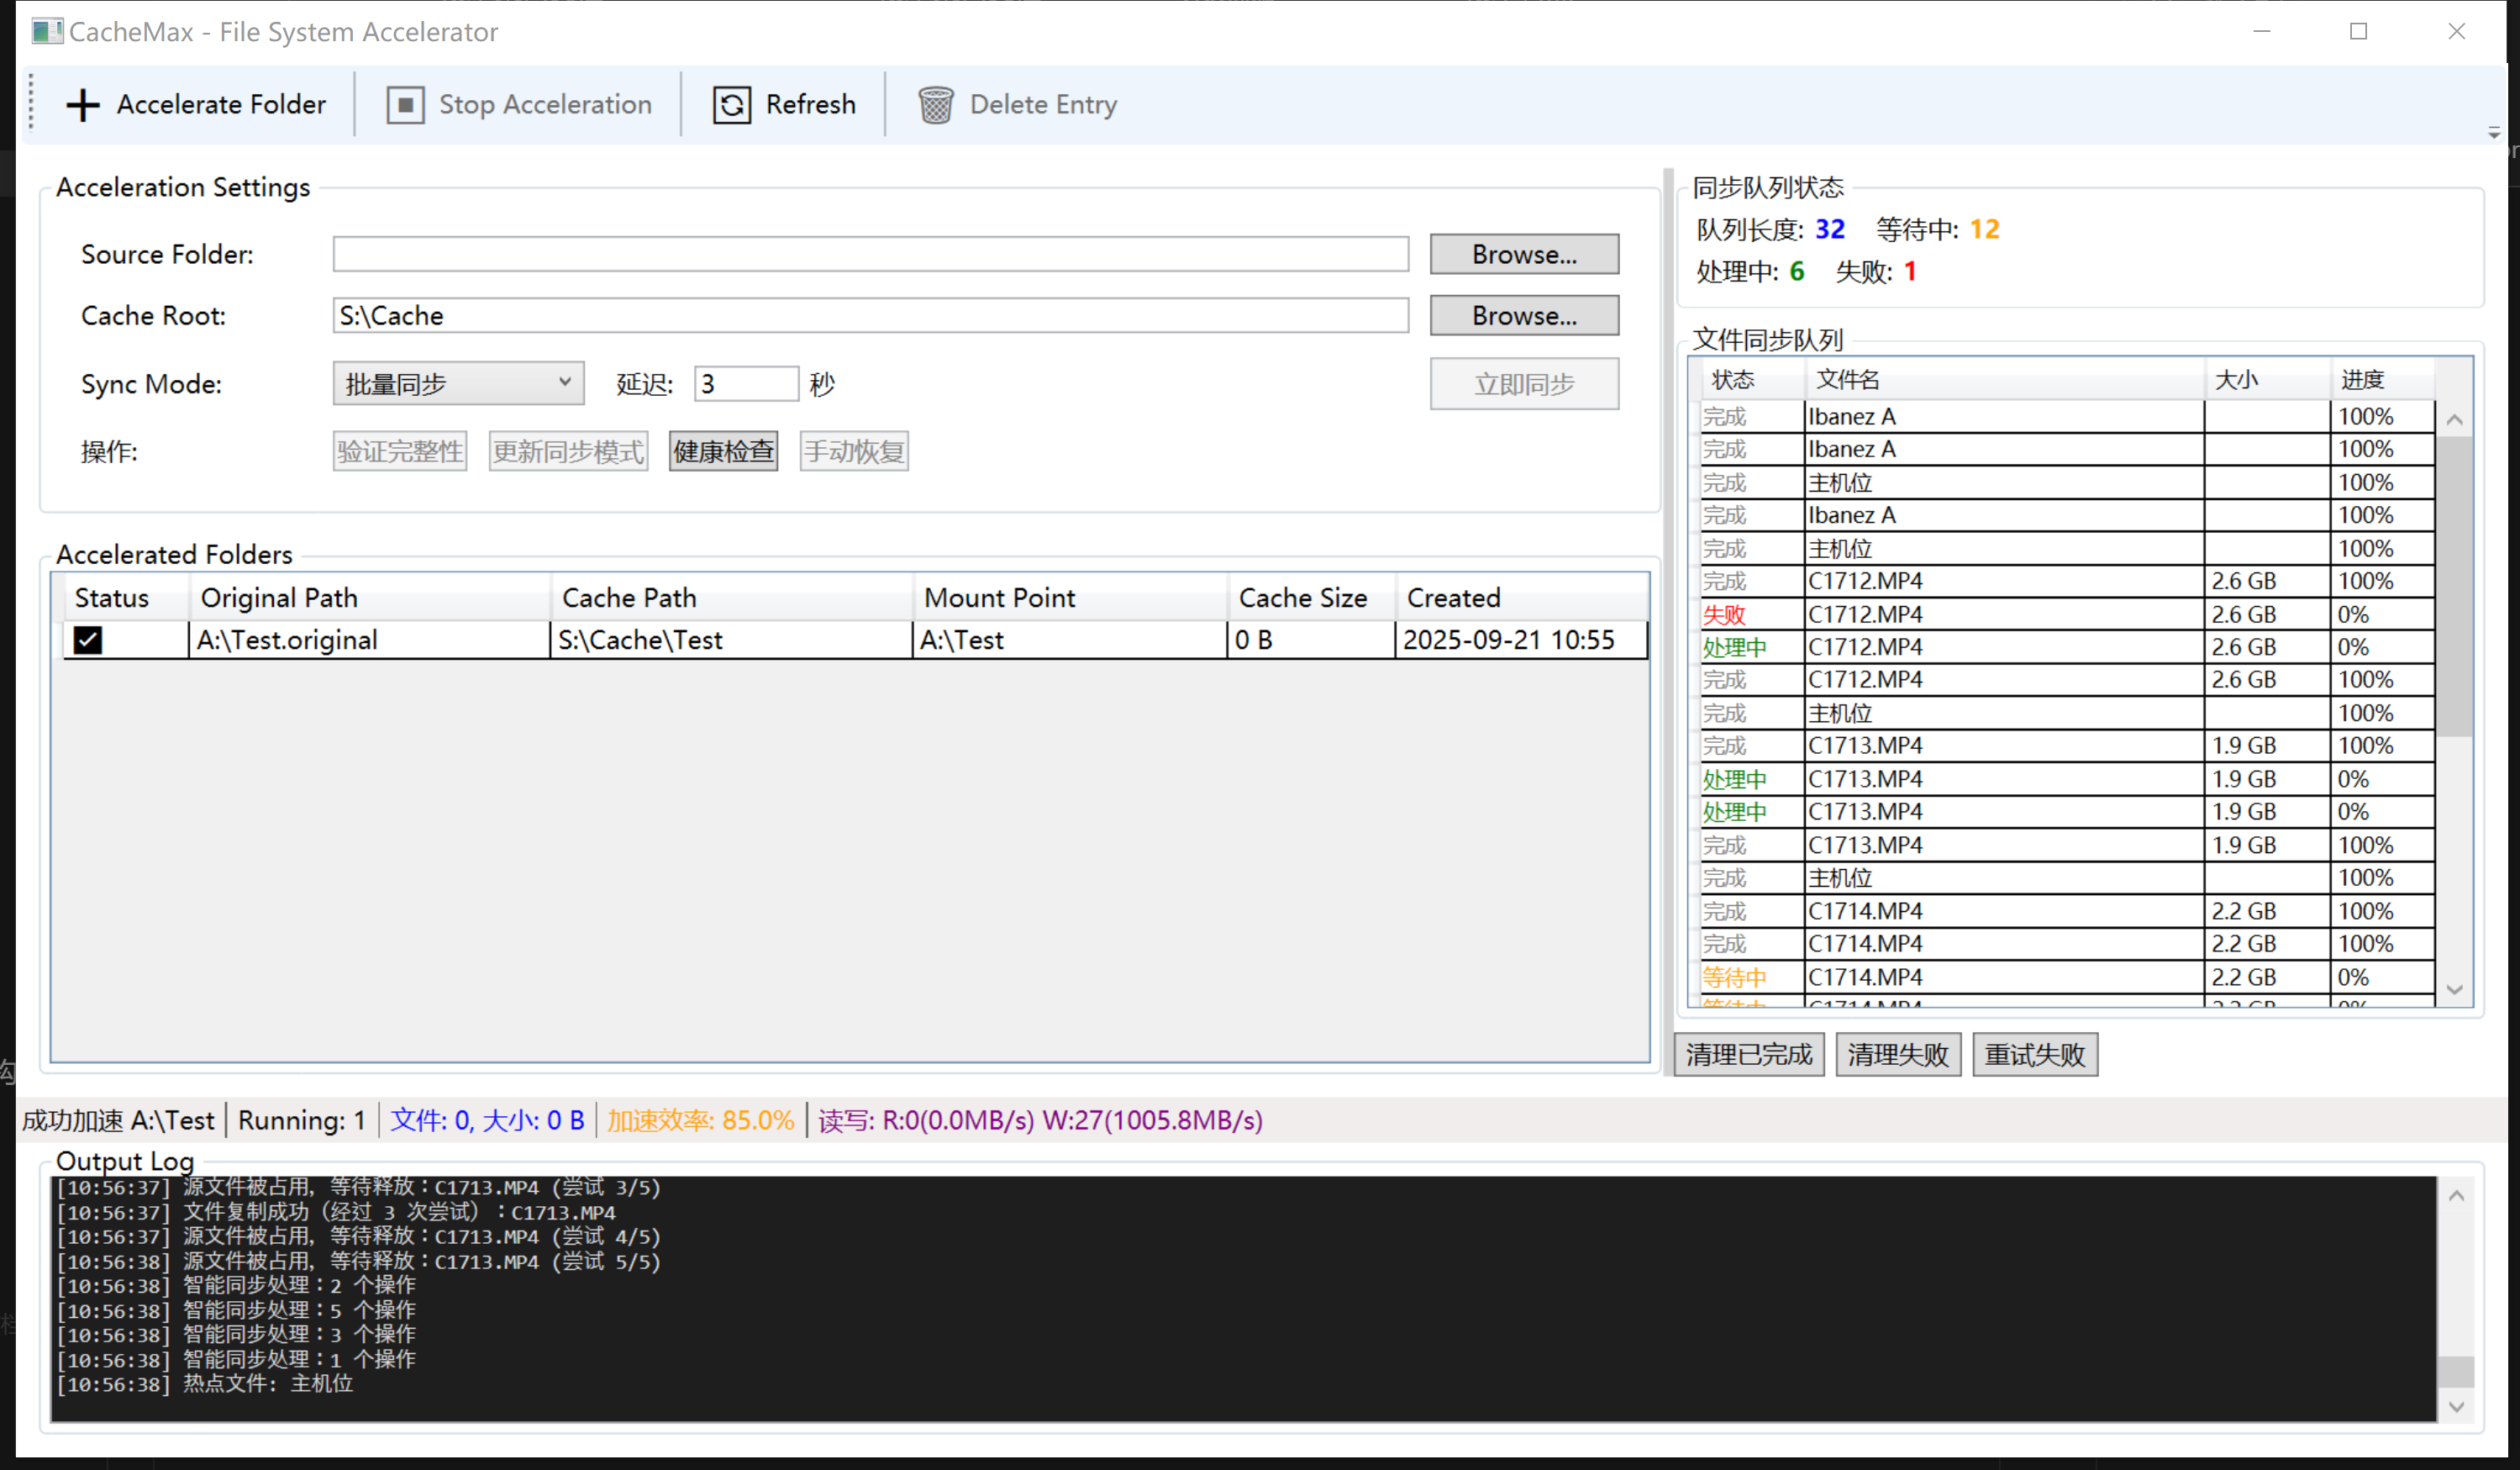 CacheMax - File System Accelerator
Accelerate Folder
Stop Acceleration
Refresh
Delete Entry
Acceleration Settings
Source Folder:
Browse...
Cache Root: S:\Cache
Browse...
Sync Mode: 批量同步 延迟: 3 秒
立即同步
操作: 验证完整性 更新同步模式 健康检查 手动恢复
Accelerated Folders
Status Original Path Cache Path Mount Point Cache Size Created
A:\Test.original S:\Cache\Test A:\Test 0 B 2025-09-21 10:55
同步队列状态
队列长度: 32 等待中: 12
处理中: 6 失败: 1
文件同步队列
状态 文件名 大小 进度
完成 Ibanez A 100%
完成 Ibanez A 100%
完成 主机位 100%
完成 Ibanez A 100%
完成 主机位 100%
完成 C1712.MP4 2.6 GB 100%
失败 C1712.MP4 2.6 GB 0%
处理中 C1712.MP4 2.6 GB 0%
完成 C1712.MP4 2.6 GB 100%
完成 主机位 100%
完成 C1713.MP4 1.9 GB 100%
处理中 C1713.MP4 1.9 GB 0%
处理中 C1713.MP4 1.9 GB 0%
完成 C1713.MP4 1.9 GB 100%
完成 主机位 100%
完成 C1714.MP4 2.2 GB 100%
完成 C1714.MP4 2.2 GB 100%
等待中 C1714.MP4 2.2 GB 0%
等待中 C1714.MP4 2.2 GB 0%
清理已完成 清理失败 重试失败
成功加速 A:\Test Running: 1 文件: 0, 大小: 0 B 加速效率: 85.0% 读写: R:0(0.0MB/s) W:27(1005.8MB/s)
Output Log
[10:56:37] 源文件被占用，等待释放：C1713.MP4 (尝试 3/5)
[10:56:37] 文件复制成功（经过 3 次尝试）：C1713.MP4
[10:56:37] 源文件被占用，等待释放：C1713.MP4 (尝试 4/5)
[10:56:38] 源文件被占用，等待释放：C1713.MP4 (尝试 5/5)
[10:56:38] 智能同步处理：2 个操作
[10:56:38] 智能同步处理：5 个操作
[10:56:38] 智能同步处理：3 个操作
[10:56:38] 智能同步处理：1 个操作
[10:56:38] 热点文件: 主机位